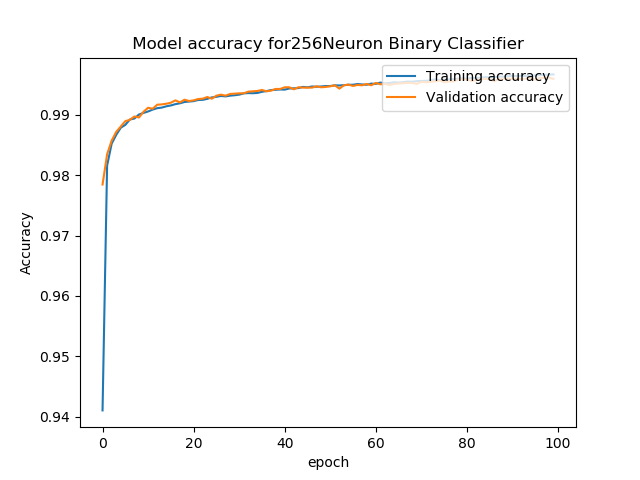 Model accuracy for256Neuron Binary Classifier
Training accuracy
Validation accuracy
Accuracy
0.99
0.98
0.97
0.96
0.95
0.94
0
20
40
60
80
100
epoch